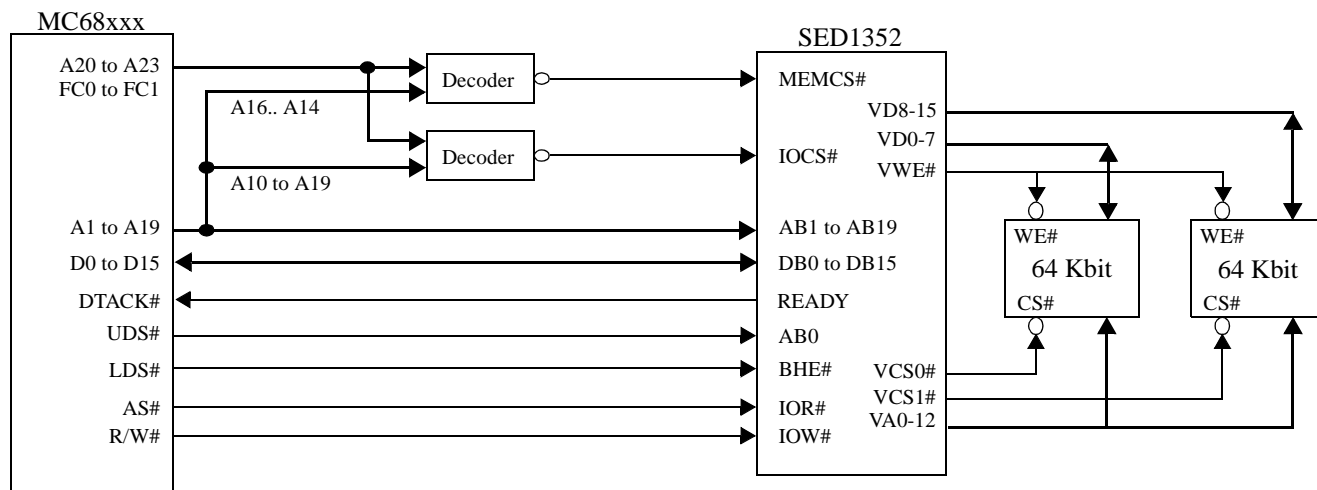 MC68xxx
A20 to A23
FC0 to FC1
A16.. A14
Decoder
Decoder
A10 to A19
A1 to A19
D0 to D15
DTACK#
UDS#
LDS#
AS#
R/W#
SED1352
MEMCS#
IOCS#
AB1 to AB19
DB0 to DB15
READY
AB0
BHE#
IOR#
IOW#
VD8-15
VD0-7
VWE#
VCS0#
VCS1#
VA0-12
WE#
64 Kbit
CS#
WE#
64 Kbit
CS#